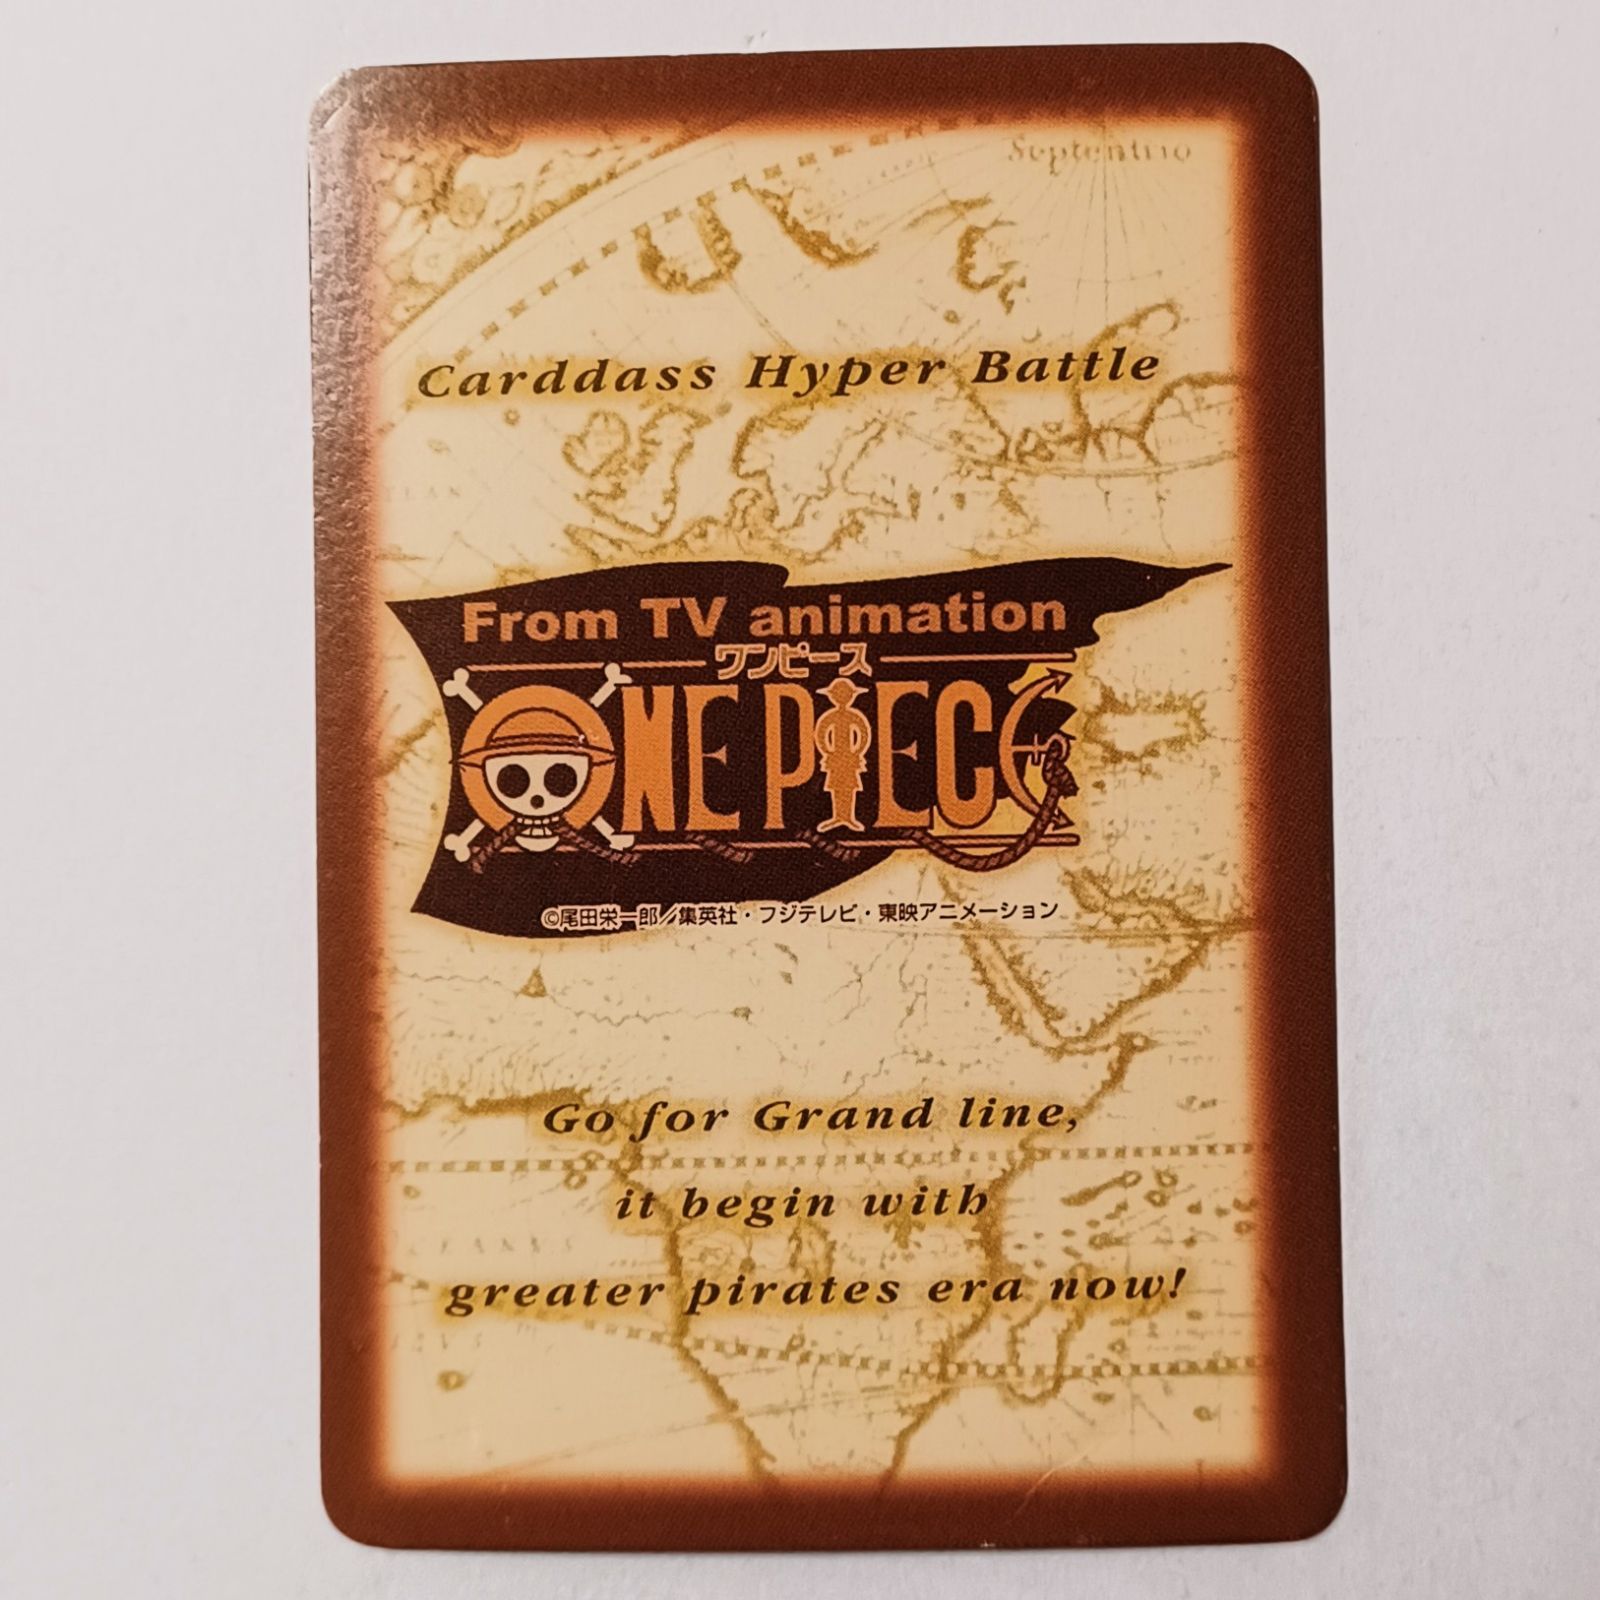 Septentrio
Carddass Hyper Battle
From TV animation
ワンピース
ONE PIECE
©尾田栄一郎／集英社・フジテレビ・東映アニメーション
Go for Grand line,
it begin with
greater pirates era now!